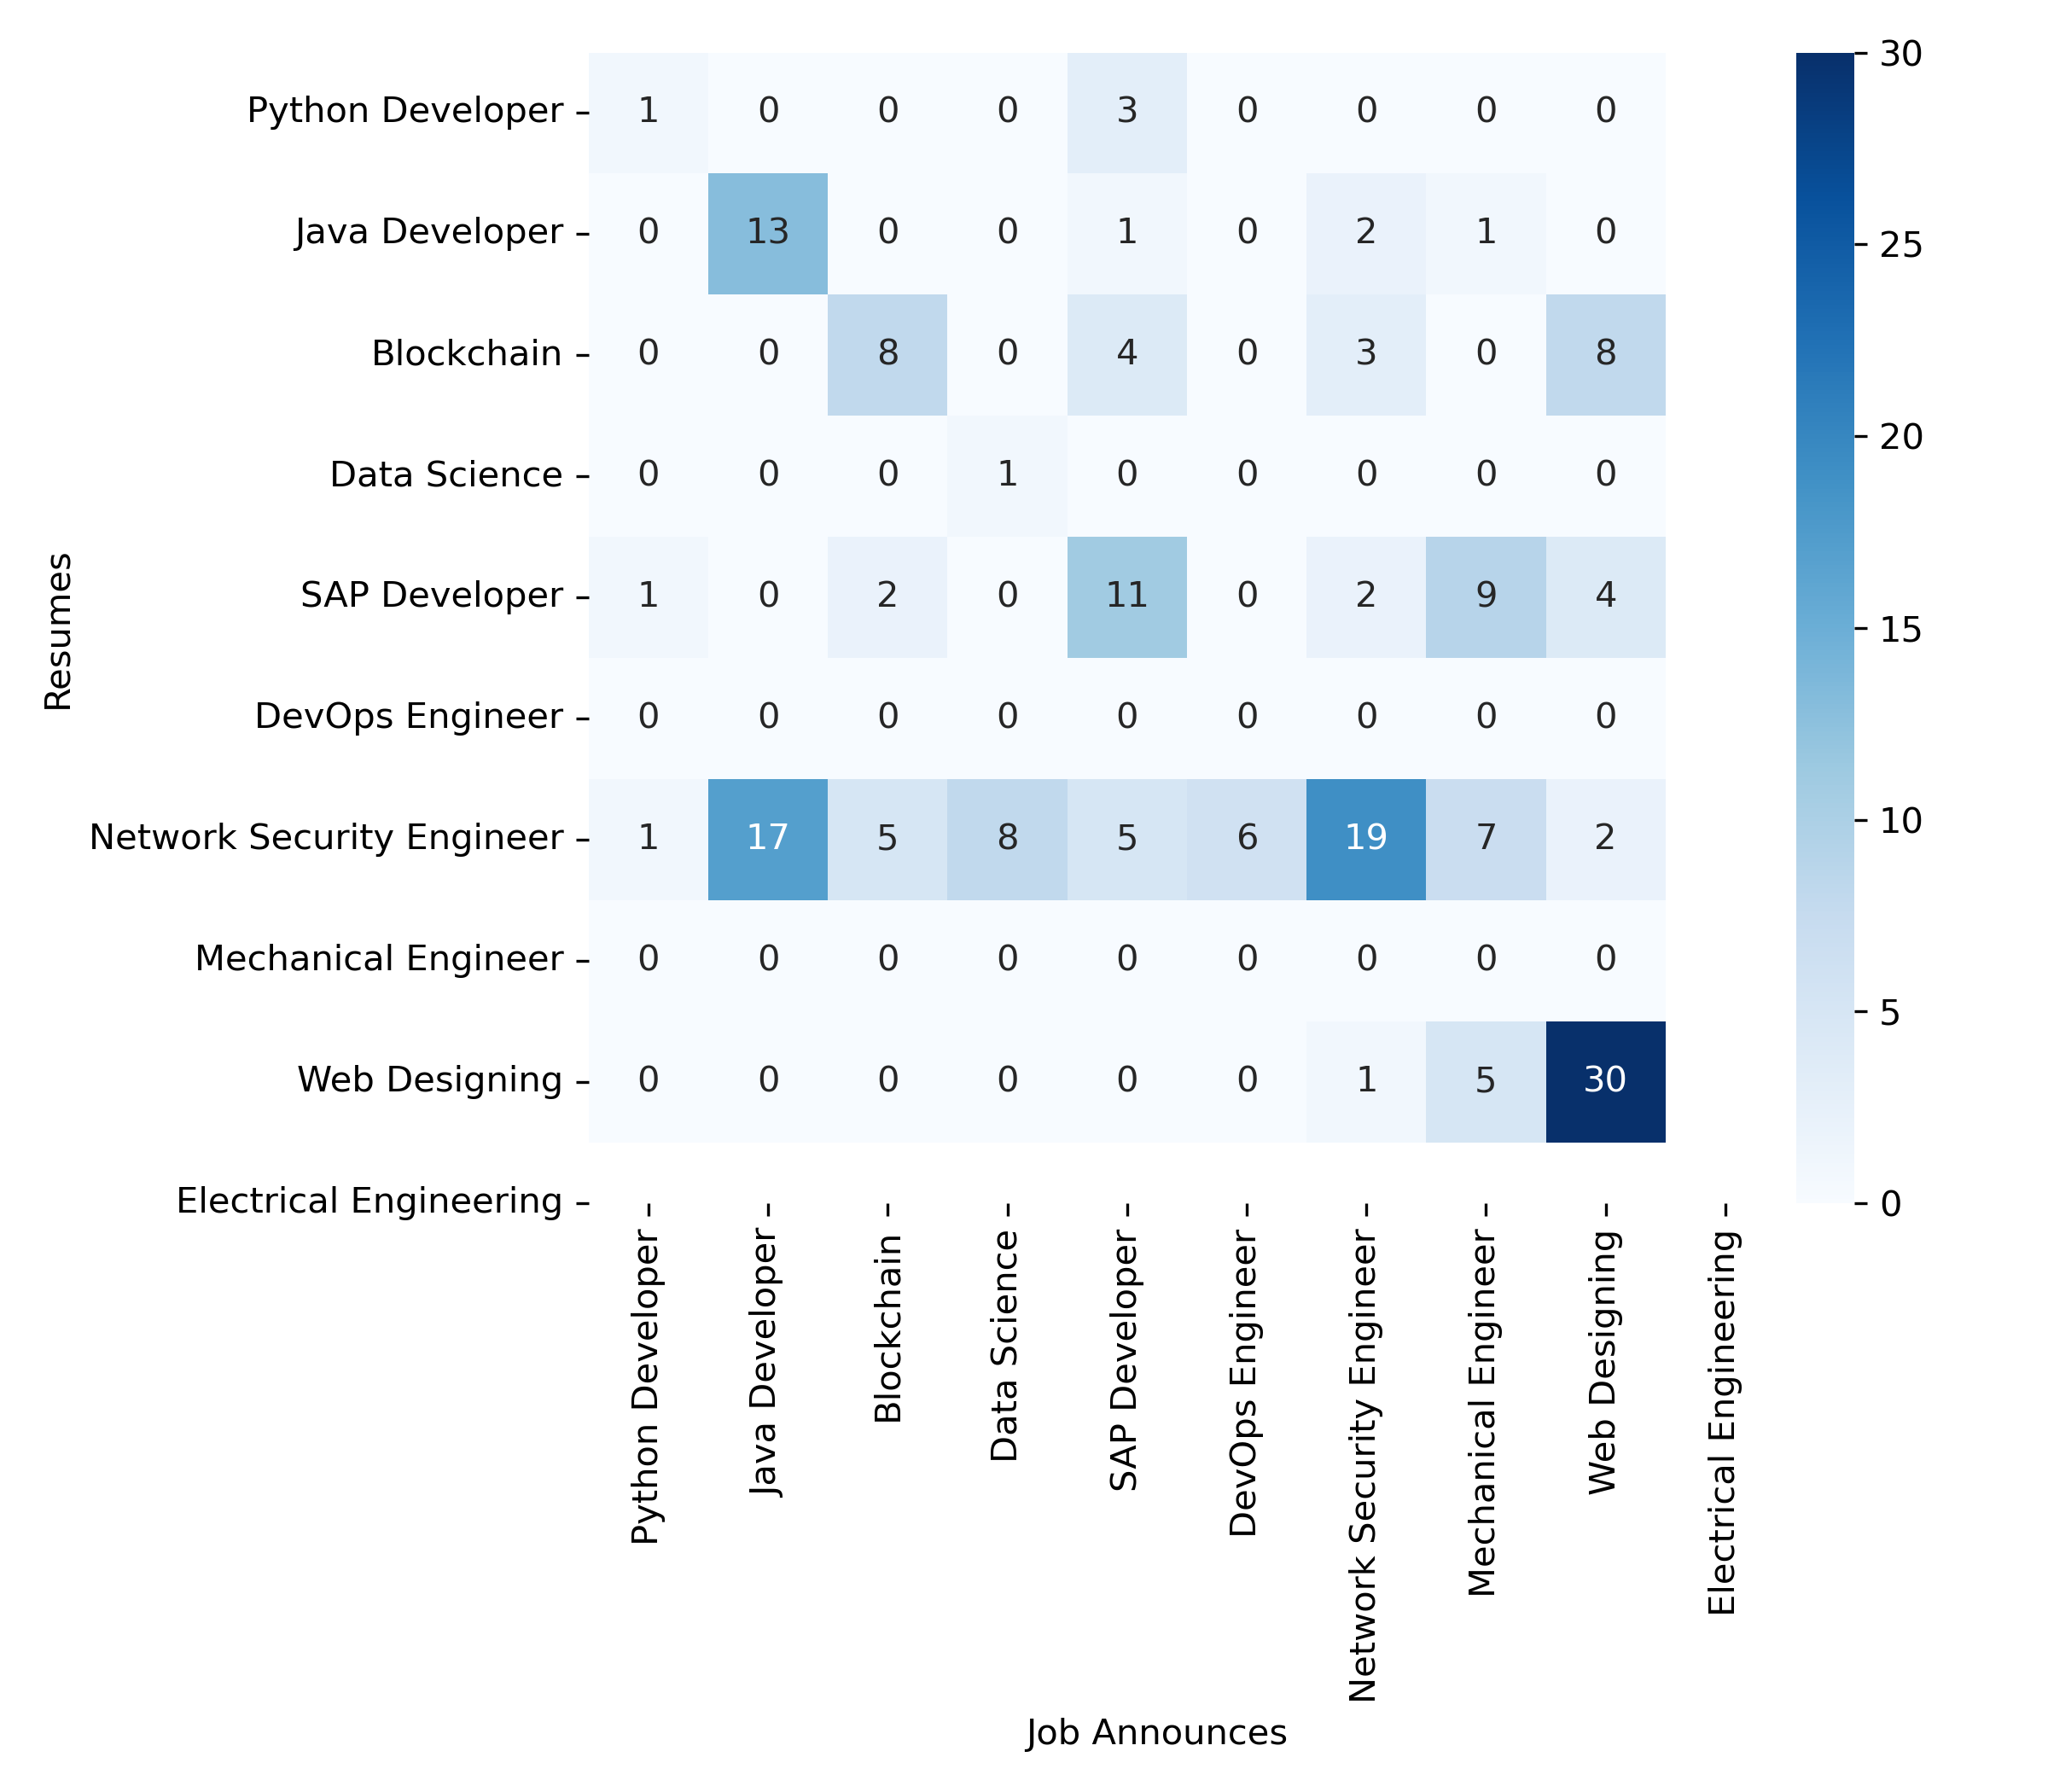 Python Developer 1 0 0 0 3 0 0 0 0
Java Developer 0 13 0 0 1 0 2 1 0
Blockchain 0 0 8 0 4 0 3 0 8
Data Science 0 0 0 1 0 0 0 0 0
SAP Developer 1 0 2 0 11 0 2 9 4
DevOps Engineer 0 0 0 0 0 0 0 0 0
Network Security Engineer 1 17 5 8 5 6 19 7 2
Mechanical Engineer 0 0 0 0 0 0 0 0 0
Web Designing 0 0 0 0 0 0 1 5 30
Electrical Engineering
Resumes
Python Developer
Java Developer
Blockchain
Data Science
SAP Developer
DevOps Engineer
Network Security Engineer
Mechanical Engineer
Web Designing
Electrical Engineering
Job Announces
30
25
20
15
10
5
0